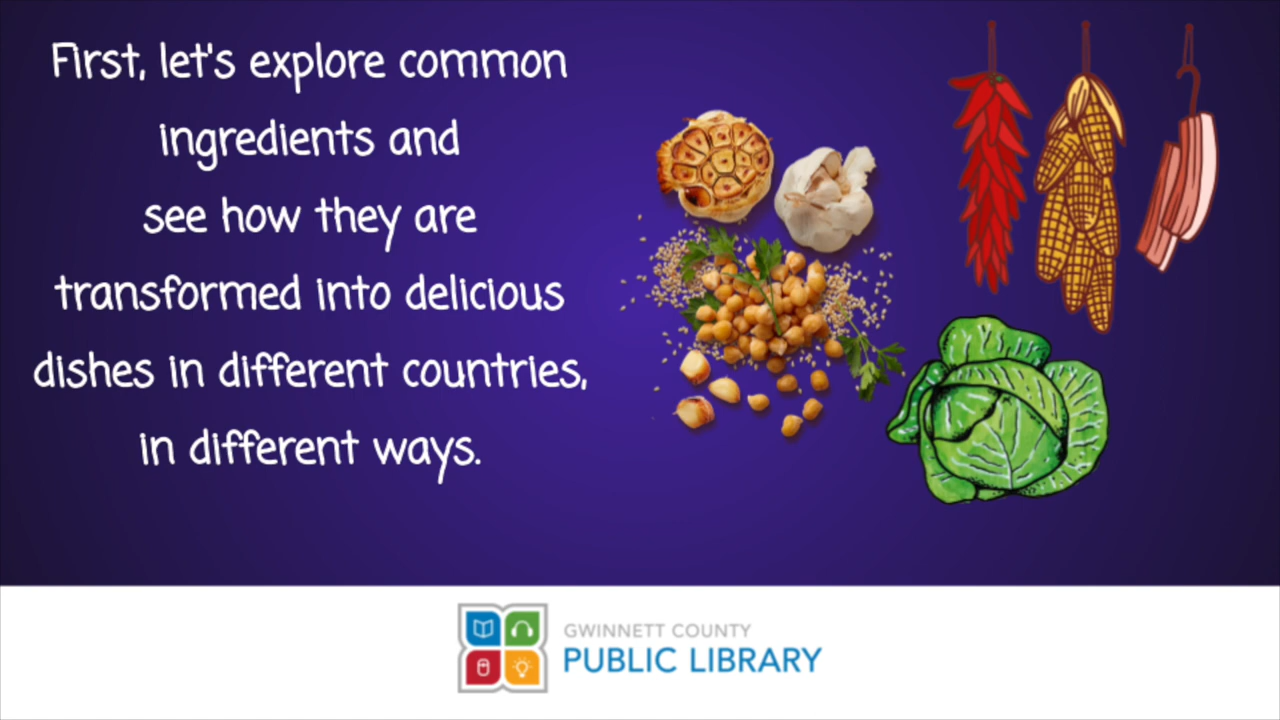 First, let's explore common
ingredients and
see how they are
transformed into delicious
dishes in different countries,
in different ways.
GWINNETT COUNTY
PUBLIC LIBRARY